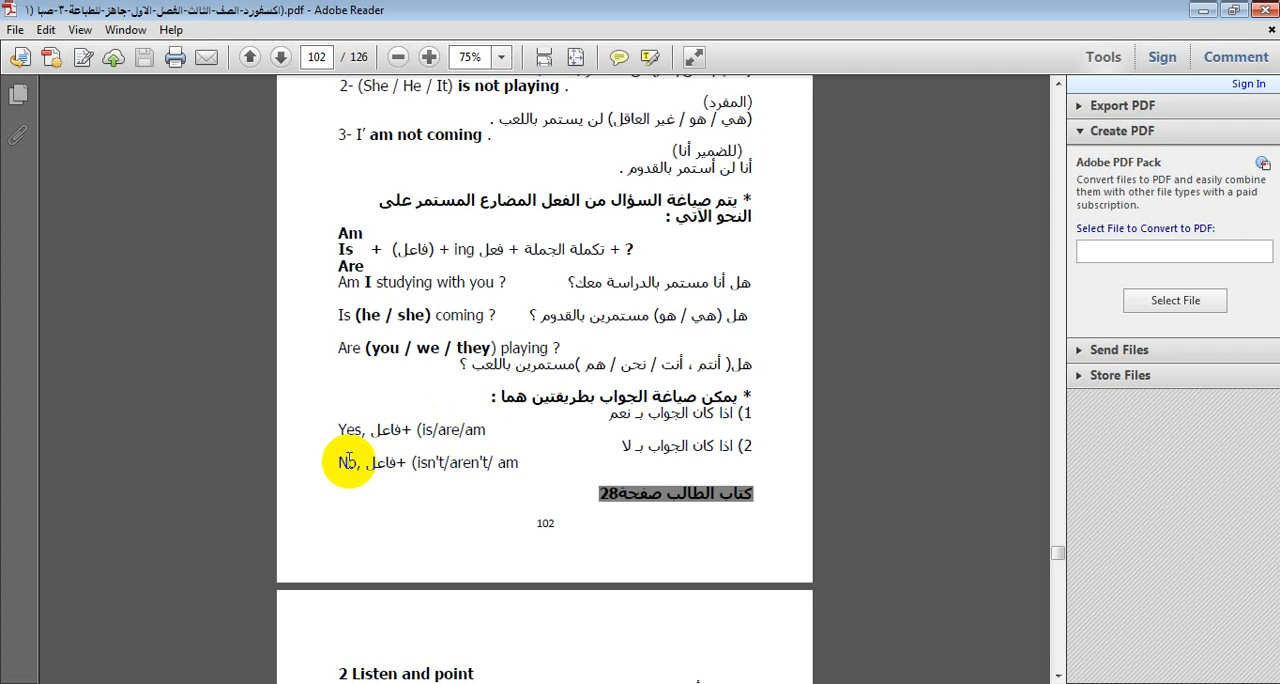 اكسفورد-الصف-الثالث-الفصل-الاول-جاهز-للطباعة-٣-صبا (١).pdf - Adobe Reader
File Edit View Window Help
102 / 126 75% Tools Sign Comment
Sign In
Export PDF
Create PDF
Adobe PDF Pack
Convert files to PDF and easily combine
them with other file types with a paid
subscription.
Select File to Convert to PDF:
Select File
Send Files
Store Files
2- (She / He / It) is not playing .
(المفرد)
(هي / هو / غير العاقل) لن يستمر باللعب .
3- I' am not coming .
(للضمير أنا)
أنا لن أستمر بالقدوم .
* يتم صياغة السؤال من الفعل المضارع المستمر على
النحو الآتي :
Am
Is + (فاعل) + ing فعل + تكملة الجملة + ?
Are
Am I studying with you ? هل أنا مستمر بالدراسة معك؟
Is (he / she) coming ? هل (هي / هو) مستمرين بالقدوم ؟
Are (you / we / they) playing ?
هل( أنتم ، أنت / نحن / هم )مستمرين باللعب ؟
* يمكن صياغة الجواب بطريقتين هما :
1) اذا كان الجواب بـ نعم
Yes, فاعل+ (is/are/am
2) اذا كان الجواب بـ لا
No, فاعل+ (isn't/aren't/ am
كتاب الطالب صفحة28
102
2 Listen and point